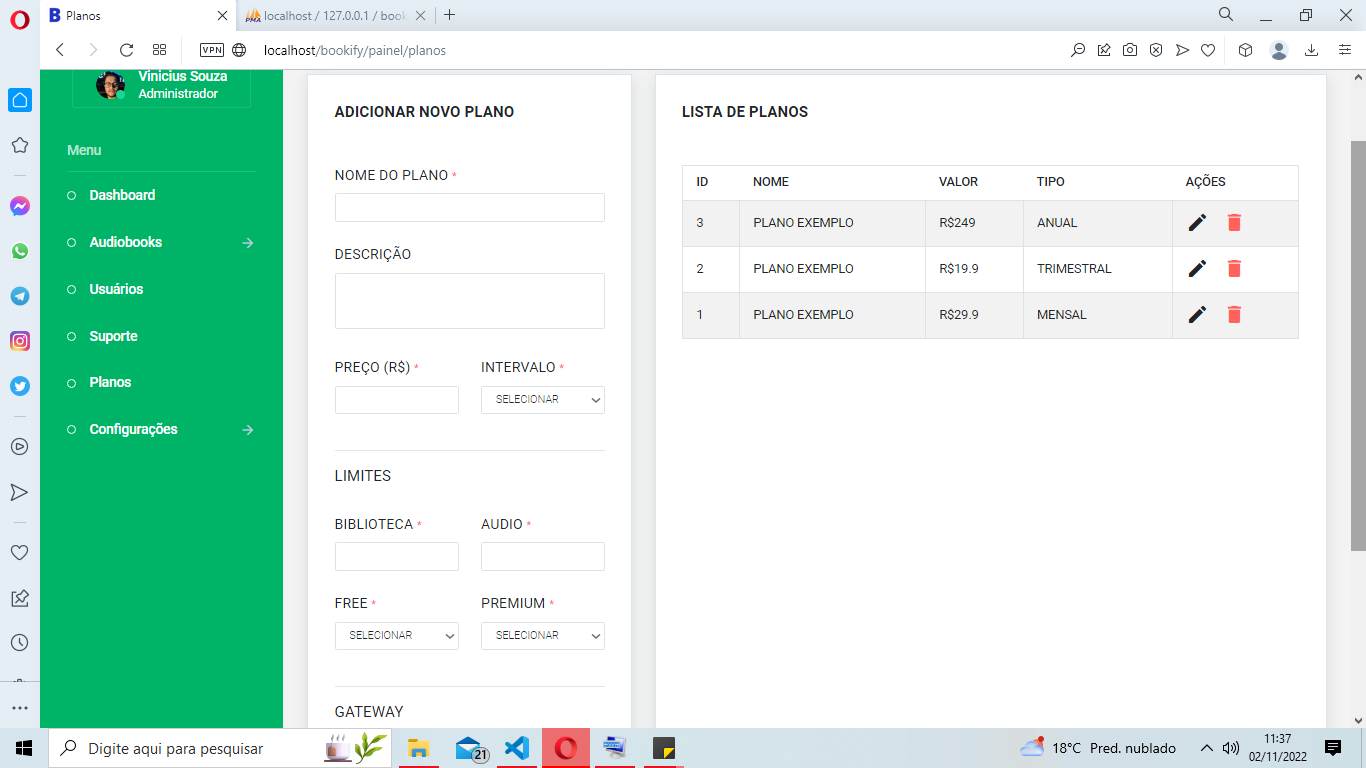 Planos
localhost / 127.0.0.1 / book
VPN
localhost/bookify/painel/planos
Vinicius Souza
Administrador
Menu
Dashboard
Audiobooks
Usuários
Suporte
Planos
Configurações
ADICIONAR NOVO PLANO
NOME DO PLANO *
DESCRIÇÃO
PREÇO (R$) * INTERVALO *
SELECIONAR
LIMITES
BIBLIOTECA * AUDIO *
FREE * PREMIUM *
SELECIONAR SELECIONAR
GATEWAY
LISTA DE PLANOS
ID NOME VALOR TIPO AÇÕES
3 PLANO EXEMPLO R$249 ANUAL
2 PLANO EXEMPLO R$19.9 TRIMESTRAL
1 PLANO EXEMPLO R$29.9 MENSAL
Digite aqui para pesquisar
21
18°C Pred. nublado
11:37
02/11/2022